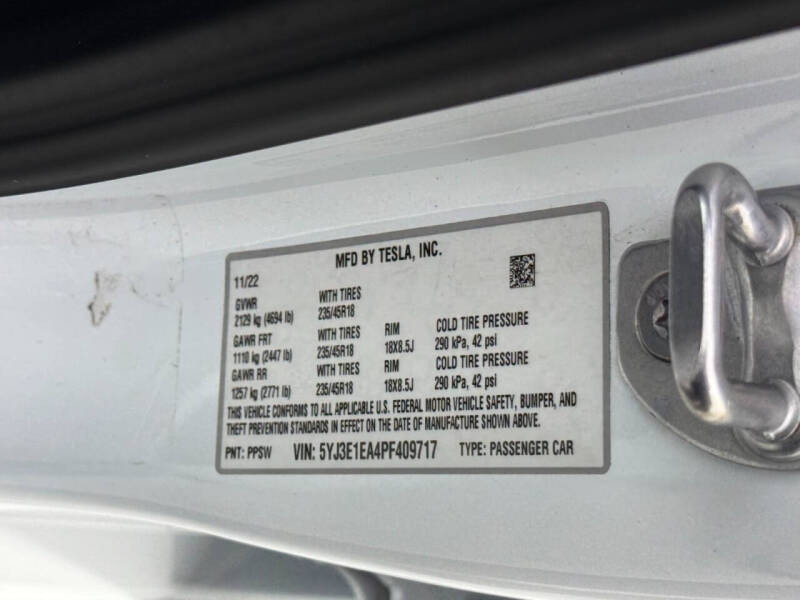 MFD BY TESLA, INC.
11/22
GVWR WITH TIRES
2129 kg (4694 lb) 235/45R18
GAWR FRT WITH TIRES RIM COLD TIRE PRESSURE
1110 kg (2447 lb) 235/45R18 18X8.5J 290 kPa, 42 psi
GAWR RR WITH TIRES RIM COLD TIRE PRESSURE
1257 kg (2771 lb) 235/45R18 18X8.5J 290 kPa, 42 psi
THIS VEHICLE CONFORMS TO ALL APPLICABLE U.S. FEDERAL MOTOR VEHICLE SAFETY, BUMPER, AND
THEFT PREVENTION STANDARDS IN EFFECT ON THE DATE OF MANUFACTURE SHOWN ABOVE.
PNT: PPSW VIN: 5YJ3E1EA4PF409717 TYPE: PASSENGER CAR